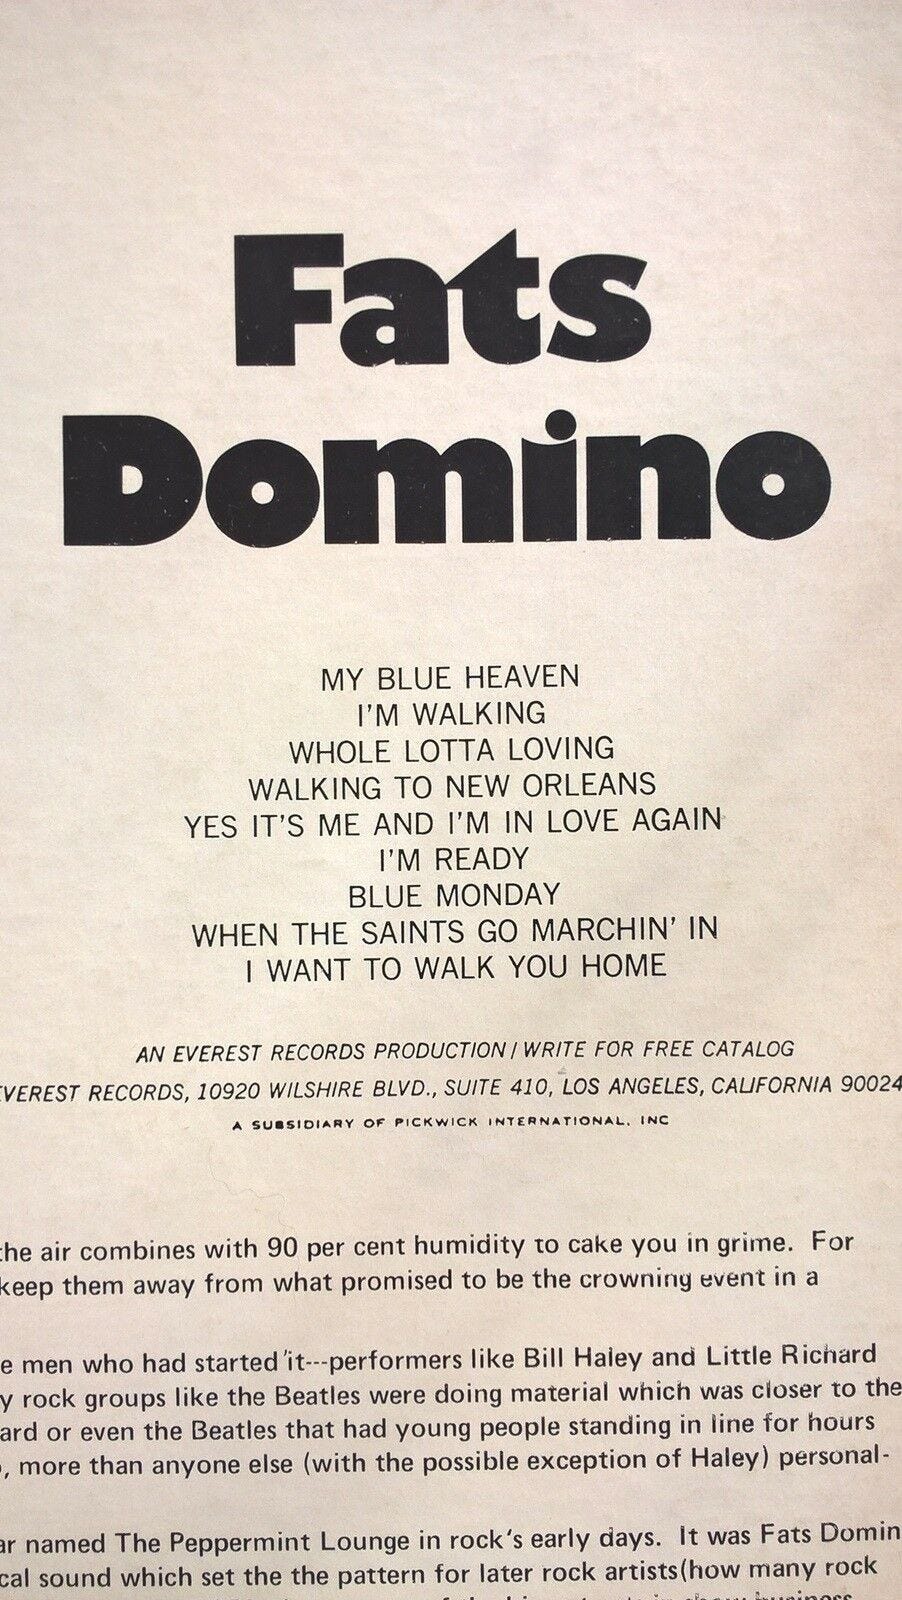 Fats
Domino
MY BLUE HEAVEN
I'M WALKING
WHOLE LOTTA LOVING
WALKING TO NEW ORLEANS
YES IT'S ME AND I'M IN LOVE AGAIN
I'M READY
BLUE MONDAY
WHEN THE SAINTS GO MARCHIN' IN
I WANT TO WALK YOU HOME
AN EVEREST RECORDS PRODUCTION / WRITE FOR FREE CATALOG
EVEREST RECORDS, 10920 WILSHIRE BLVD., SUITE 410, LOS ANGELES, CALIFORNIA 90024
A SUBSIDIARY OF PICKWICK INTERNATIONAL, INC
the air combines with 90 per cent humidity to cake you in grime. For
keep them away from what promised to be the crowning event in a
e men who had started it---performers like Bill Haley and Little Richard
y rock groups like the Beatles were doing material which was closer to the
ard or even the Beatles that had young people standing in line for hours
, more than anyone else (with the possible exception of Haley) personal-
ar named The Peppermint Lounge in rock's early days. It was Fats Domin
cal sound which set the the pattern for later rock artists(how many rock